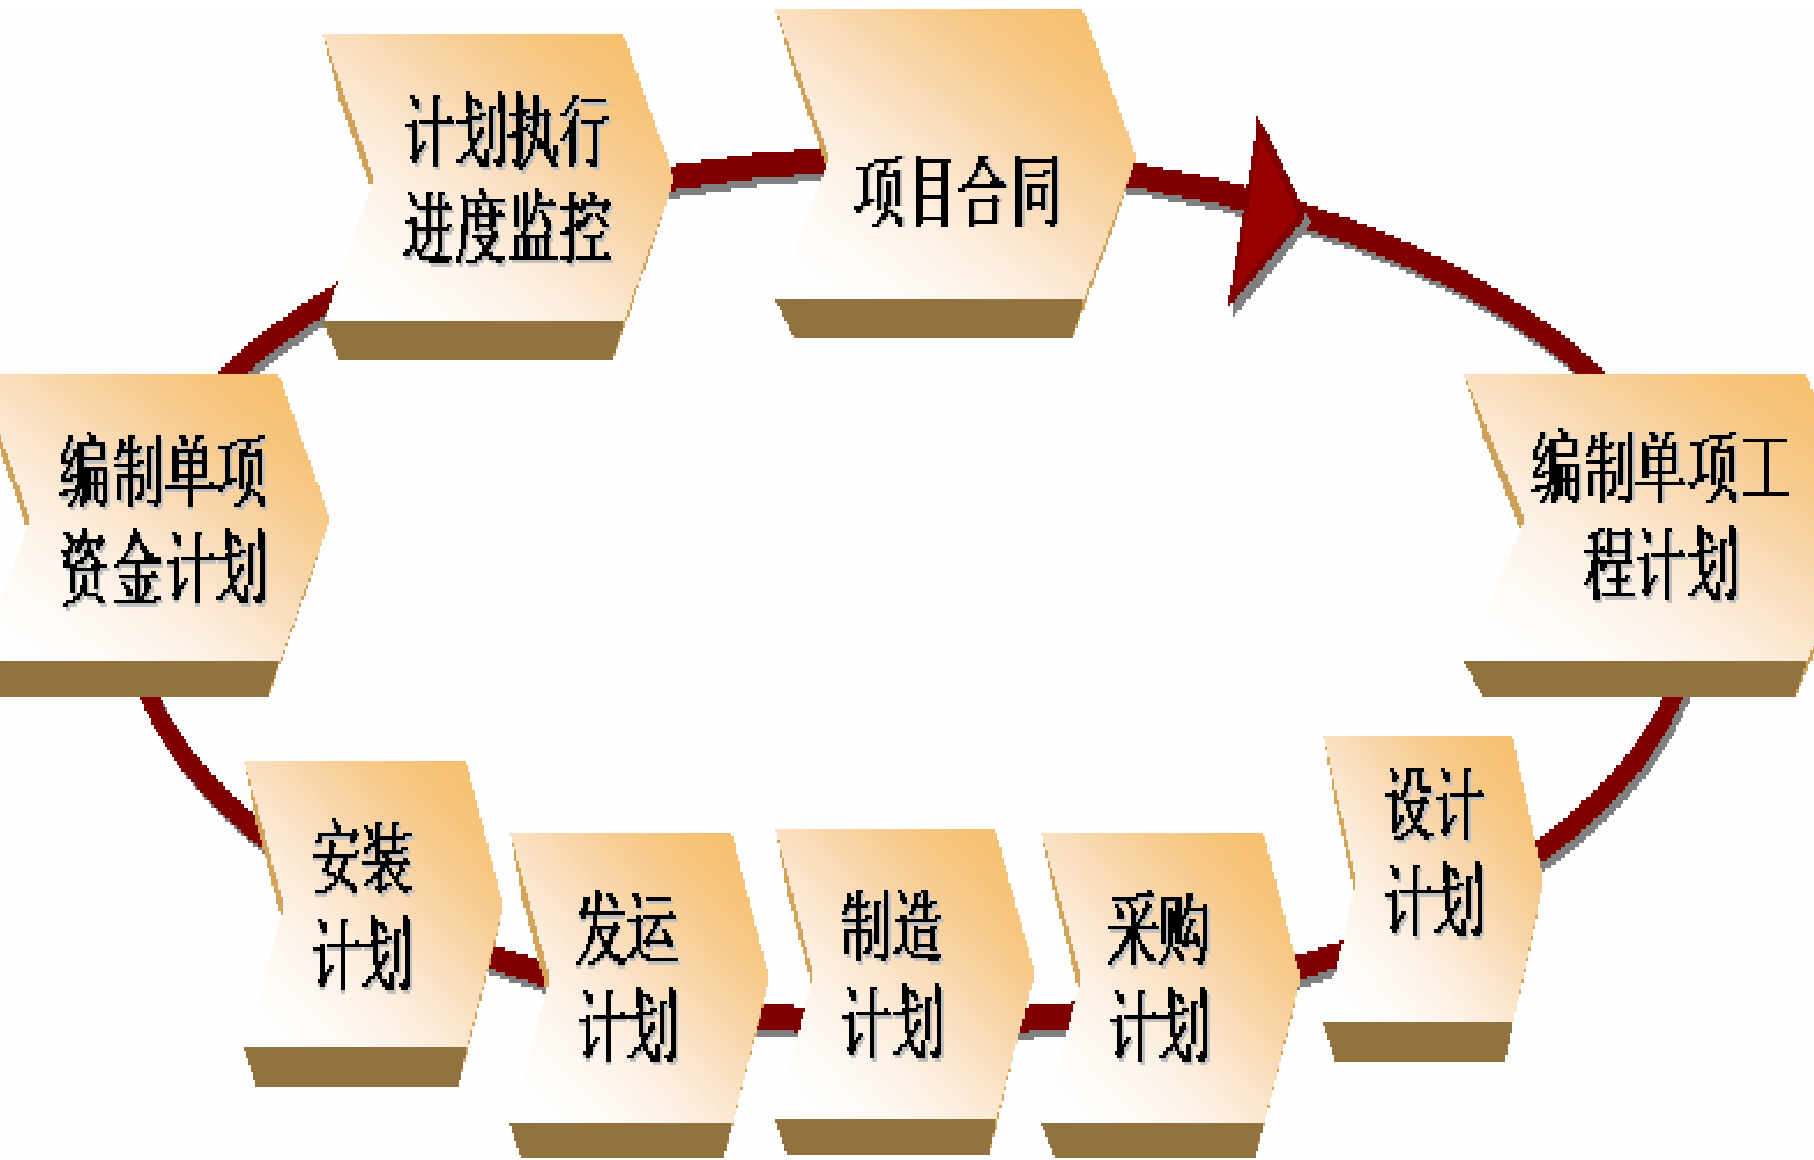 计划执行
进度监控
项目合同
编制单项
资金计划
编制单项工
程计划
安装
计划
发运
计划
制造
计划
采购
计划
设计
计划